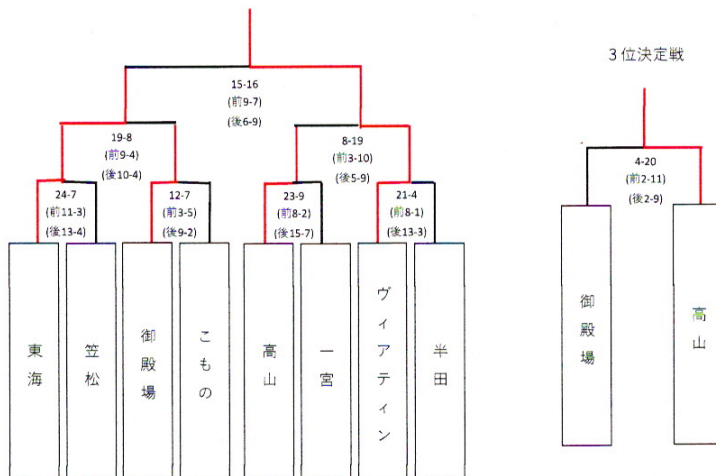 3位決定戦
15-16
(前9-7)
(後6-9)
19-8
(前9-4)
(後10-4)
8-19
(前3-10)
(後5-9)
4-20
(前2-11)
(後2-9)
24-7
(前11-3)
(後13-4)
12-7
(前3-5)
(後9-2)
23-9
(前8-2)
(後15-7)
21-4
(前8-1)
(後13-3)
東海
笠松
御殿場
こもの
高山
一宮
ヴィアティン
半田
御殿場
高山